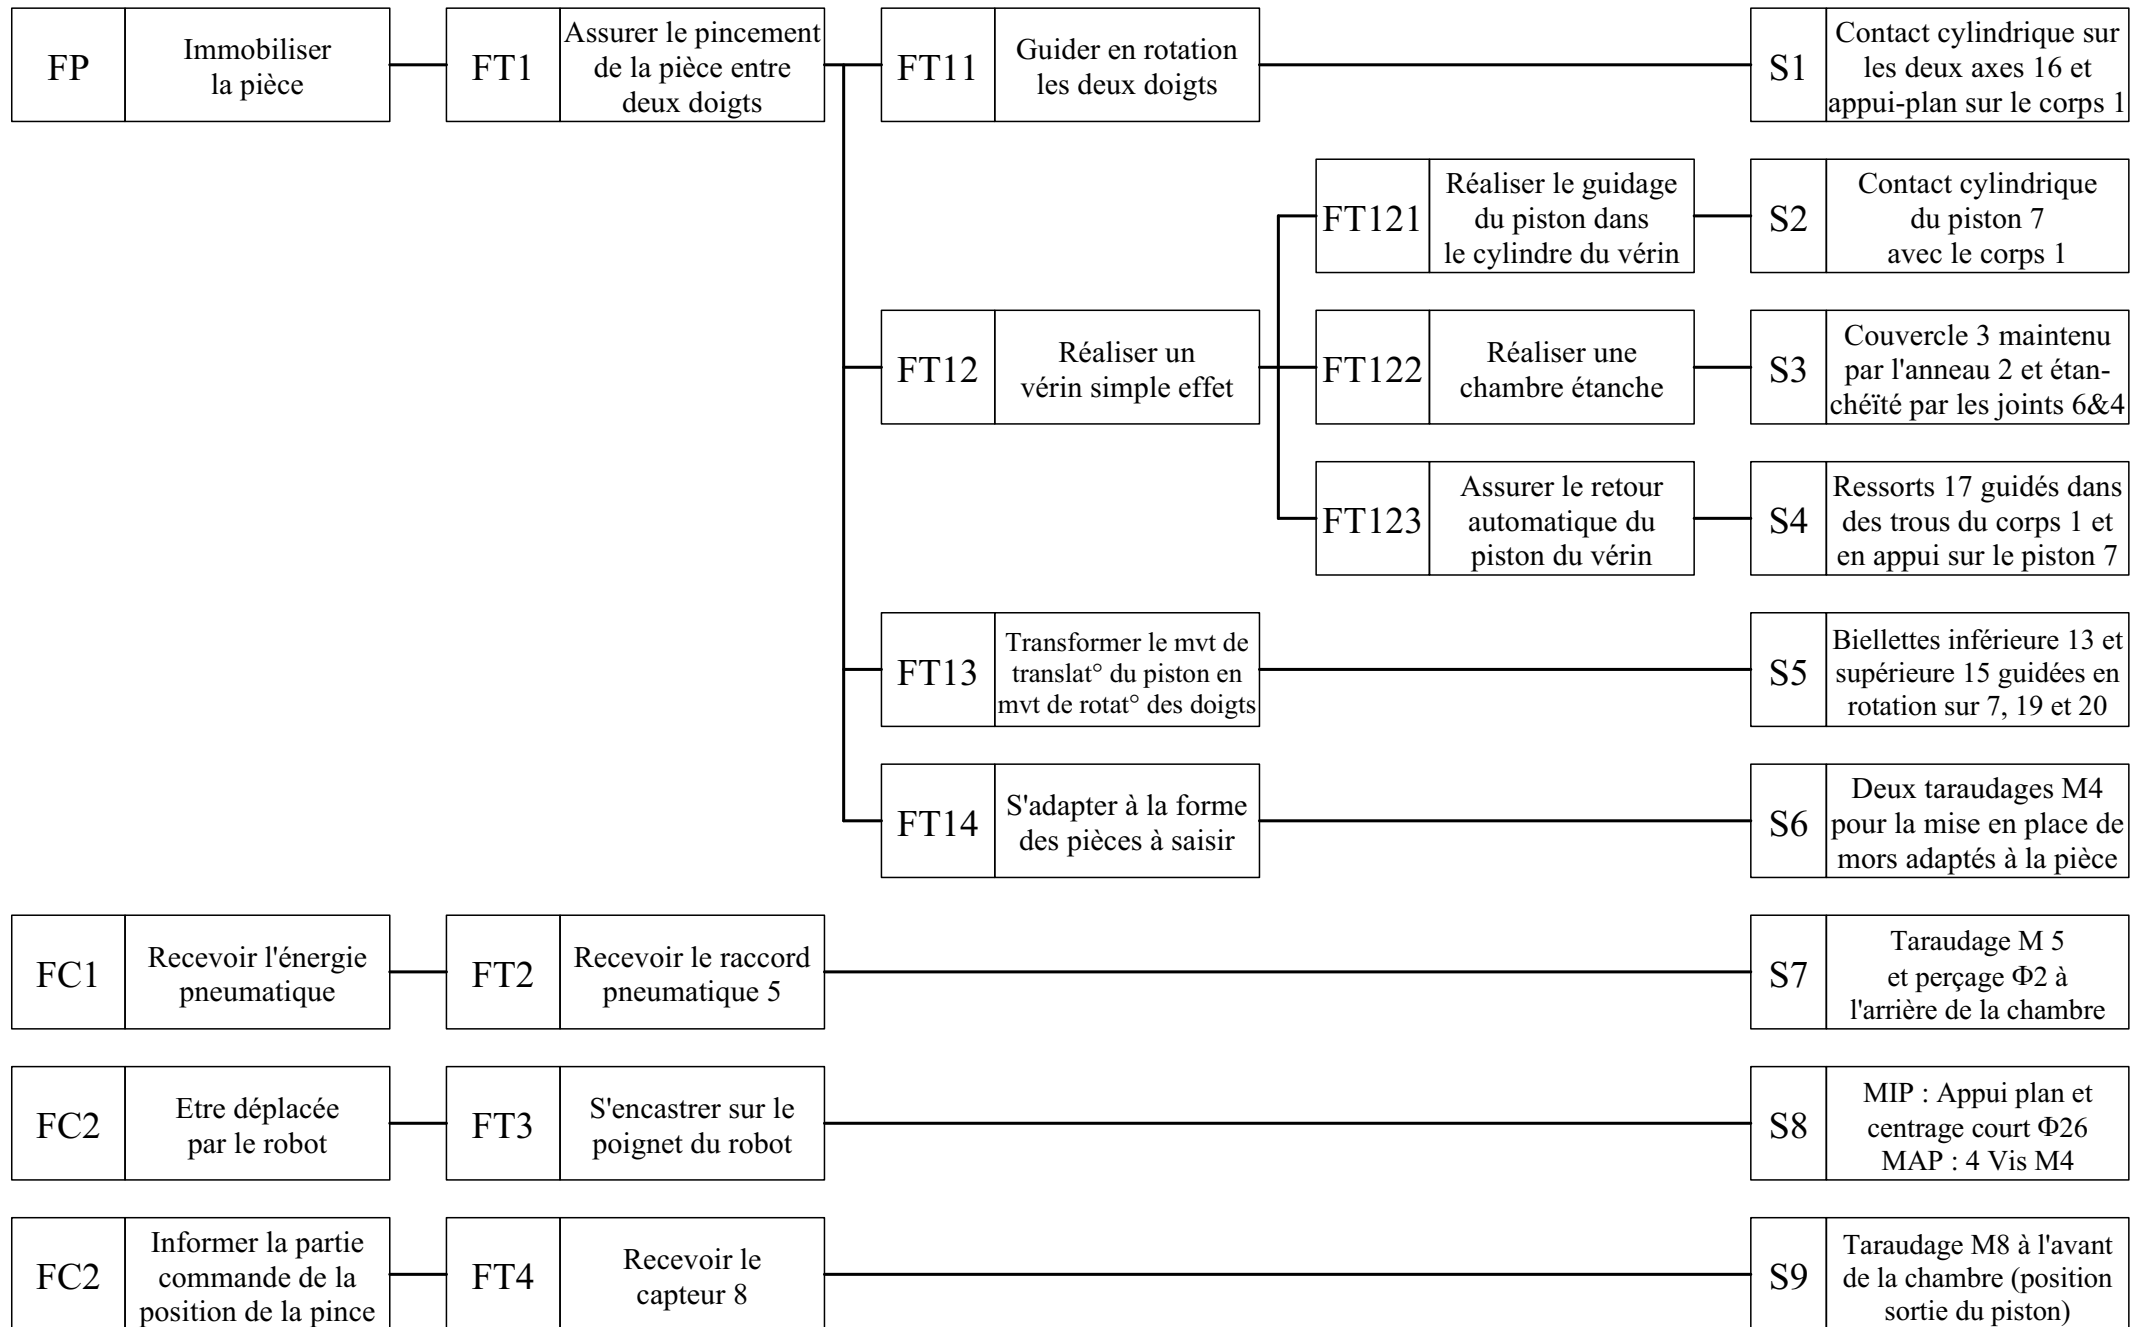 FP
Immobiliser
la pièce
FT1
Assurer le pincement
de la pièce entre
deux doigts
FT11
Guider en rotation
les deux doigts
S1
Contact cylindrique sur
les deux axes 16 et
appui-plan sur le corps 1
FT121
Réaliser le guidage
du piston dans
le cylindre du vérin
S2
Contact cylindrique
du piston 7
avec le corps 1
FT12
Réaliser un
vérin simple effet
FT122
Réaliser une
chambre étanche
S3
Couvercle 3 maintenu
par l'anneau 2 et étan-
chéïté par les joints 6&4
FT123
Assurer le retour
automatique du
piston du vérin
S4
Ressorts 17 guidés dans
des trous du corps 1 et
en appui sur le piston 7
FT13
Transformer le mvt de
translat° du piston en
mvt de rotat° des doigts
S5
Biellettes inférieure 13 et
supérieure 15 guidées en
rotation sur 7, 19 et 20
FT14
S'adapter à la forme
des pièces à saisir
S6
Deux taraudages M4
pour la mise en place de
mors adaptés à la pièce
FC1
Recevoir l'énergie
pneumatique
FT2
Recevoir le raccord
pneumatique 5
S7
Taraudage M 5
et perçage Φ2 à
l'arrière de la chambre
FC2
Etre déplacée
par le robot
FT3
S'encastrer sur le
poignet du robot
S8
MIP : Appui plan et
centrage court Φ26
MAP : 4 Vis M4
FC2
Informer la partie
commande de la
position de la pince
FT4
Recevoir le
capteur 8
S9
Taraudage M8 à l'avant
de la chambre (position
sortie du piston)